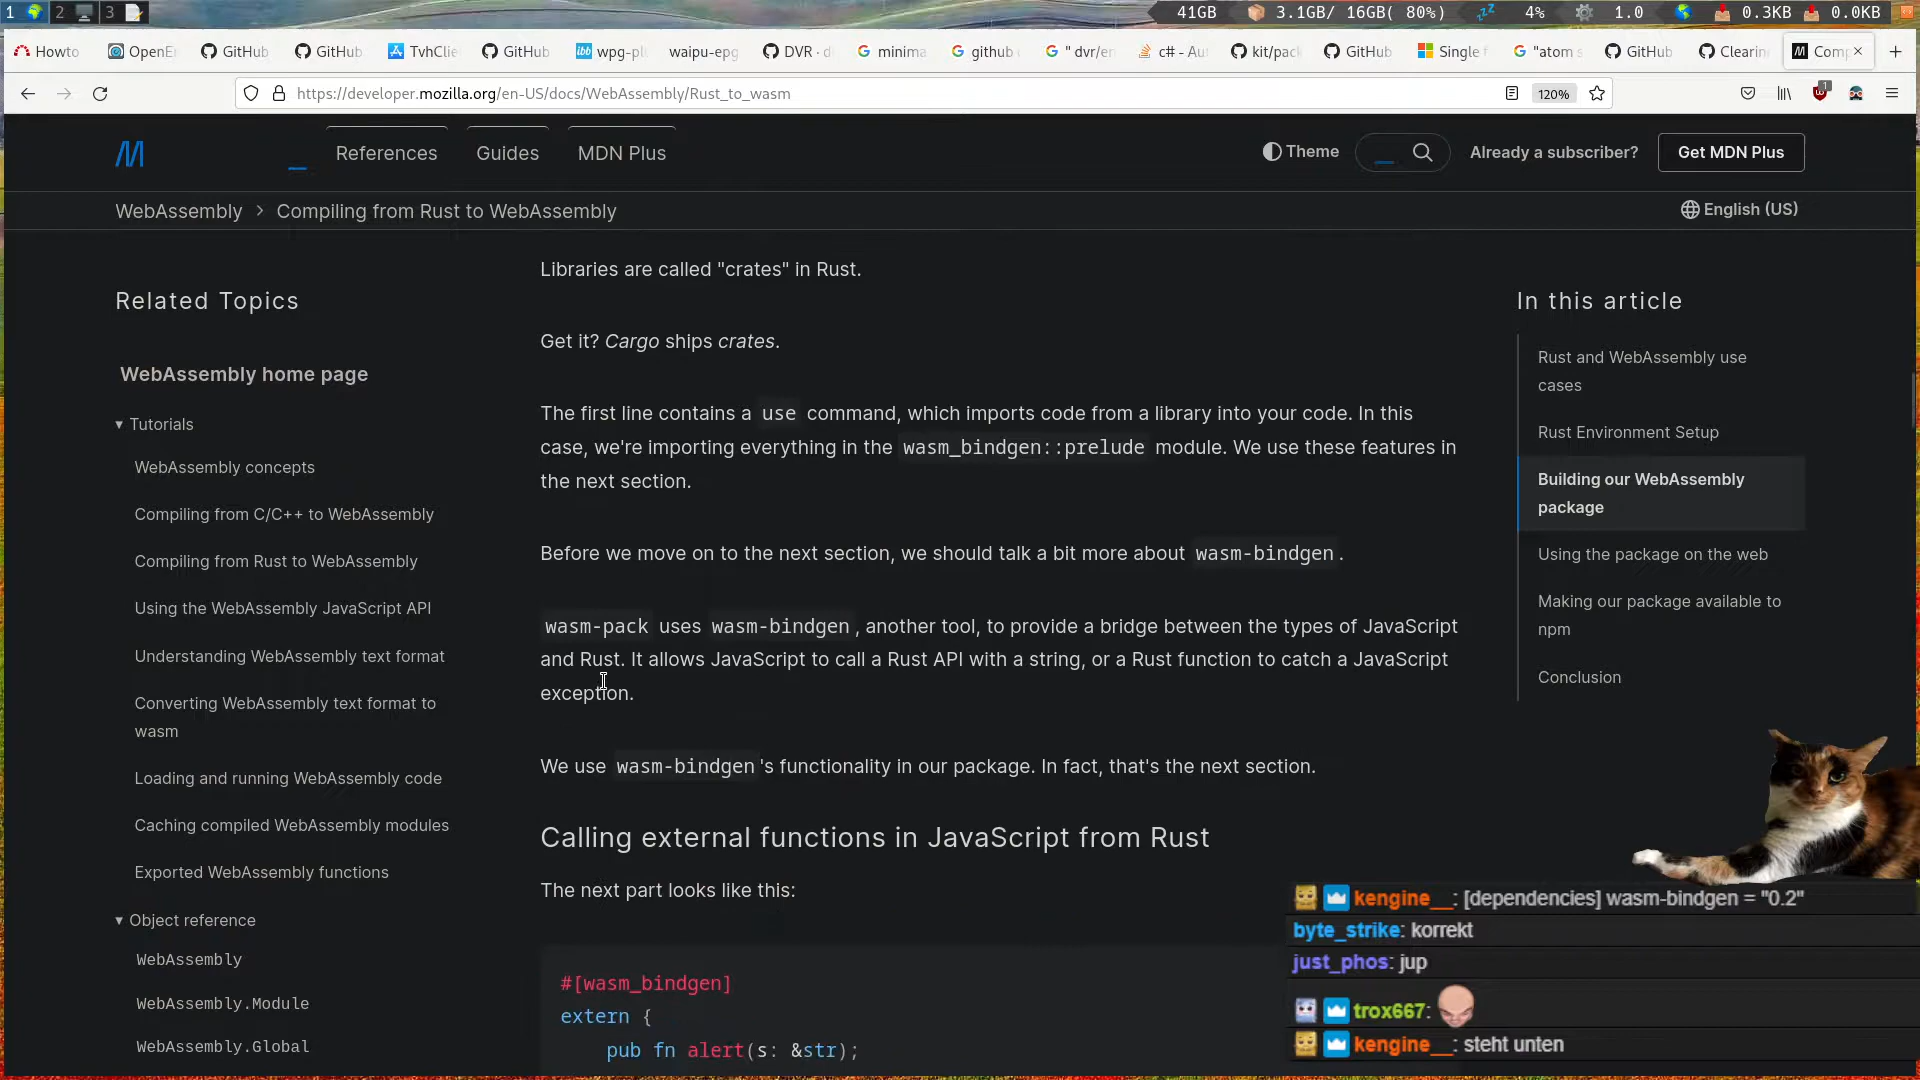 1 2 3 41GB 3.1GB/ 16GB( 80%) 4% 1.0 0.3KB 0.0KB
Howto OpenE GitHub GitHub TvhClie GitHub wpg-plu waipu-epg DVR · d minima github " dvr/en c# - Au kit/pack GitHub Single f "atom s GitHub Clearin Comp
https://developer.mozilla.org/en-US/docs/WebAssembly/Rust_to_wasm 120% 1
References Guides MDN Plus Theme Already a subscriber? Get MDN Plus
WebAssembly > Compiling from Rust to WebAssembly English (US)
Related Topics
WebAssembly home page
▾ Tutorials
WebAssembly concepts
Compiling from C/C++ to WebAssembly
Compiling from Rust to WebAssembly
Using the WebAssembly JavaScript API
Understanding WebAssembly text format
Converting WebAssembly text format to
wasm
Loading and running WebAssembly code
Caching compiled WebAssembly modules
Exported WebAssembly functions
▾ Object reference
WebAssembly
WebAssembly.Module
WebAssembly.Global
Libraries are called "crates" in Rust.
Get it? Cargo ships crates.
The first line contains a use command, which imports code from a library into your code. In this
case, we're importing everything in the wasm_bindgen::prelude module. We use these features in
the next section.
Before we move on to the next section, we should talk a bit more about wasm-bindgen.
wasm-pack uses wasm-bindgen, another tool, to provide a bridge between the types of JavaScript
and Rust. It allows JavaScript to call a Rust API with a string, or a Rust function to catch a JavaScript
exception.
We use wasm-bindgen's functionality in our package. In fact, that's the next section.
Calling external functions in JavaScript from Rust
The next part looks like this:
#[wasm_bindgen]
extern {
pub fn alert(s: &str);
In this article
Rust and WebAssembly use
cases
Rust Environment Setup
Building our WebAssembly
package
Using the package on the web
Making our package available to
npm
Conclusion
kengine__: [dependencies] wasm-bindgen = "0.2"
byte_strike: korrekt
just_phos: jup
trox667:
kengine__: steht unten